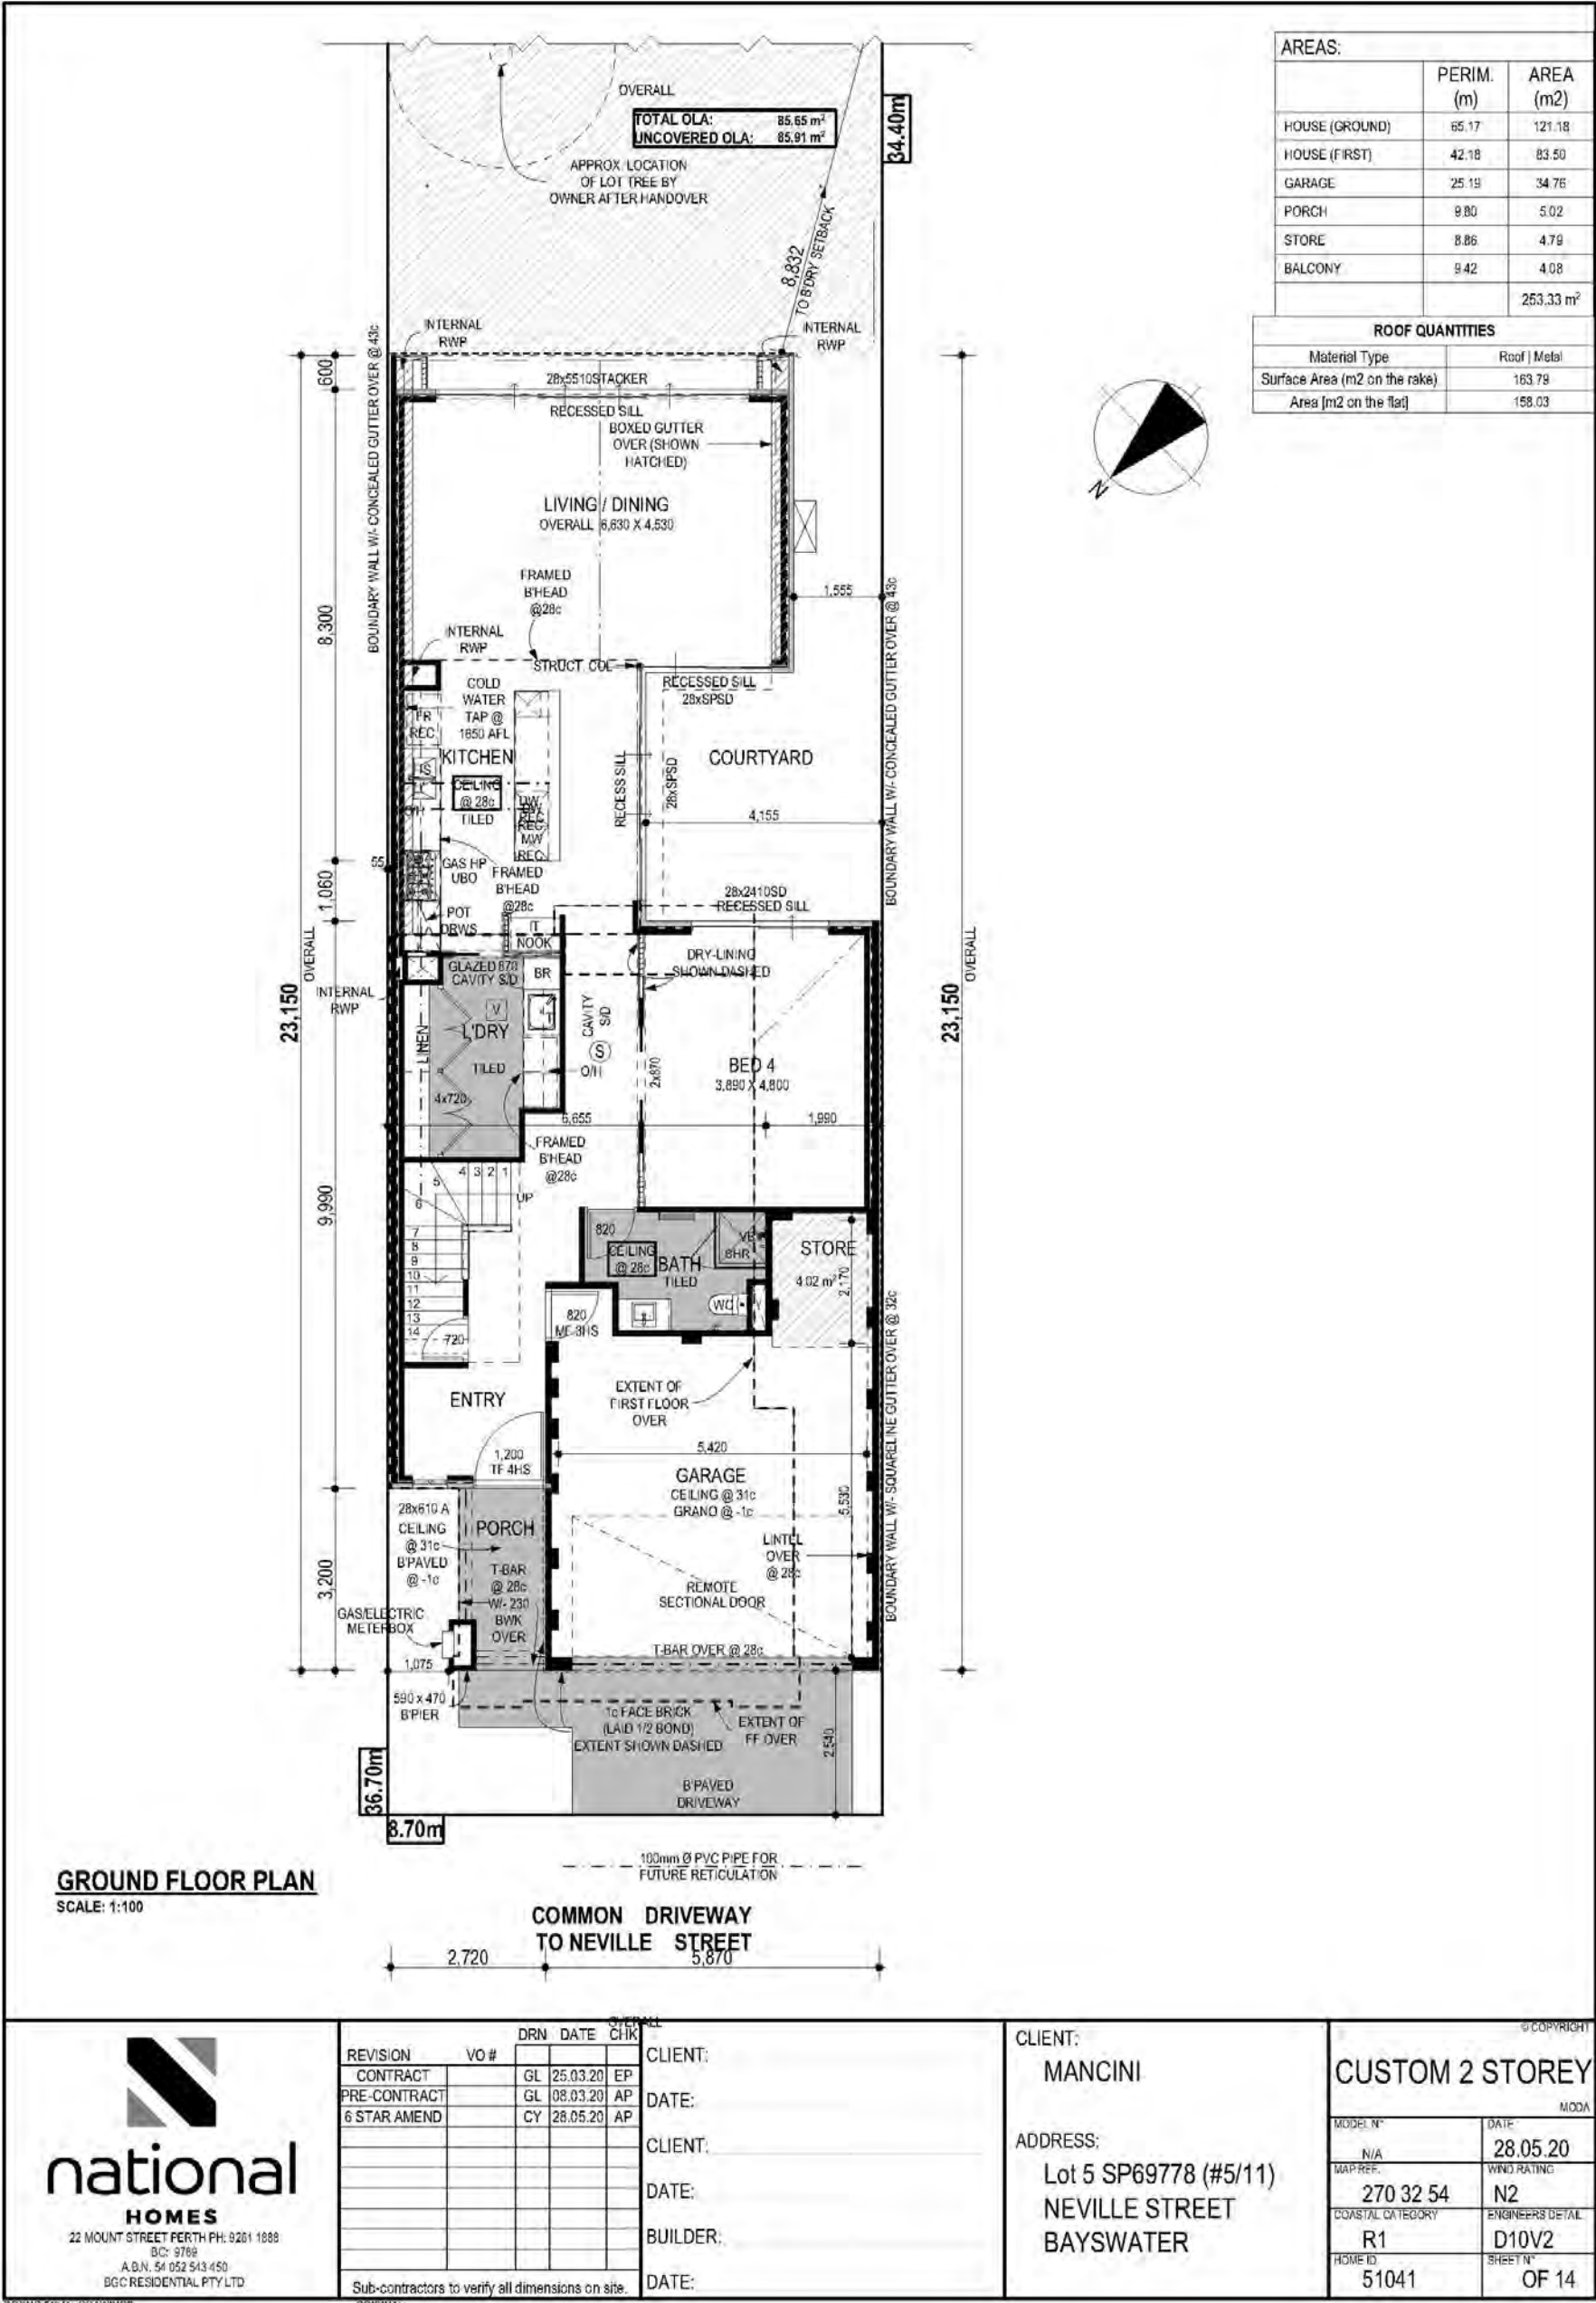 AREAS:
PERIM. (m) AREA (m2)
HOUSE (GROUND) 65.17 121.18
HOUSE (FIRST) 42.18 83.50
GARAGE 25.19 34.76
PORCH 9.80 5.02
STORE 8.86 4.79
BALCONY 9.42 4.08
253.33 m²
ROOF QUANTITIES
Material Type Roof | Metal
Surface Area (m2 on the rake) 163.79
Area [m2 on the flat] 158.03
N
OVERALL
TOTAL OLA: 85.65 m²
UNCOVERED OLA: 85.91 m²
34.40m
APPROX LOCATION
OF LOT TREE BY
OWNER AFTER HANDOVER
8,832
TO B'DRY SETBACK
INTERNAL
RWP
INTERNAL
RWP
600
28x5510STACKER
RECESSED SILL
BOXED GUTTER
OVER (SHOWN
HATCHED)
BOUNDARY WALL W/- CONCEALED GUTTER OVER @ 43c
LIVING / DINING
OVERALL 6,630 X 4,530
FRAMED
B'HEAD
@28c
1,555
8,300
INTERNAL
RWP
STRUCT. COL
RECESSED SILL
28xSPSD
COLD
WATER
TAP @
1650 AFL
FR
REC
KITCHEN
CEILING
@ 28c
TILED
DW
REC
MW
REC
RECESS SILL
28xSPSD
COURTYARD
4,155
BOUNDARY WALL W/- CONCEALED GUTTER OVER @ 43c
55
GAS HP
UBO
FRAMED
B'HEAD
@28c
1,060
POT
DRWS
IT
NOOK
28x2410SD
RECESSED SILL
OVERALL
23,150
INTERNAL
RWP
GLAZED 870
CAVITY S/D
BR
DRY-LINING
SHOWN DASHED
OVERALL
23,150
V
L'DRY
TILED
LINEN
4x720
CAVITY
S/D
S
O/H
2x870
BED 4
3,890 X 4,800
6,655
1,990
FRAMED
B'HEAD
@28c
9,990
4 3 2 1
5
6
UP
7
8
9
10
11
12
13
14
720
820
CEILING
@ 28c
BATH
TILED
SHR
WC
STORE
4.02 m²
2,170
820
MF 3HS
EXTENT OF
FIRST FLOOR
OVER
BOUNDARY WALL W/- SQUARELINE GUTTER OVER @ 32c
ENTRY
1,200
TF 4HS
5,420
GARAGE
CEILING @ 31c
GRANO @ -1c
5,530
28x610 A
CEILING
@ 31c
B'PAVED
@ -1c
PORCH
T-BAR
@ 28c
W/- 230
BWK
OVER
LINTEL
OVER
@ 28c
3,200
REMOTE
SECTIONAL DOOR
GAS/ELECTRIC
METERBOX
T-BAR OVER @ 28c
1,075
590 x 470
B'PIER
1c FACE BRICK
(LAID 1/2 BOND)
EXTENT SHOWN DASHED
EXTENT OF
FF OVER
2,540
B'PAVED
DRIVEWAY
36.70m
8.70m
100mm Ø PVC PIPE FOR
FUTURE RETICULATION
GROUND FLOOR PLAN
SCALE: 1:100
COMMON DRIVEWAY
TO NEVILLE STREET
2,720 5,870
OVERALL
national
HOMES
22 MOUNT STREET PERTH PH: 9261 1888
BC: 9769
A.B.N. 54 052 543 450
BGC RESIDENTIAL PTY LTD
REVISION VO # DRN DATE CHK
CONTRACT GL 25.03.20 EP
PRE-CONTRACT GL 08.03.20 AP
6 STAR AMEND CY 28.05.20 AP
Sub-contractors to verify all dimensions on site.
CLIENT:
DATE:
CLIENT:
DATE:
BUILDER:
DATE:
CLIENT:
MANCINI
ADDRESS:
Lot 5 SP69778 (#5/11)
NEVILLE STREET
BAYSWATER
© COPYRIGHT
CUSTOM 2 STOREY
MODA
MODEL Nº N/A
DATE 28.05.20
MAP REF. 270 32 54
WIND RATING N2
COASTAL CATEGORY R1
ENGINEERS DETAIL D10V2
HOME ID 51041
SHEET Nº OF 14